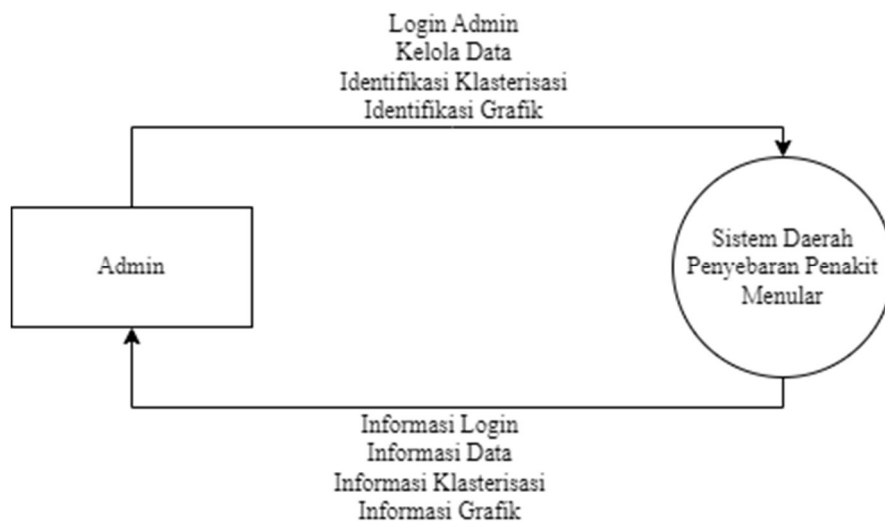 Login Admin
Kelola Data
Identifikasi Klasterisasi
Identifikasi Grafik
Admin
Sistem Daerah
Penyebaran Penakit
Menular
Informasi Login
Informasi Data
Informasi Klasterisasi
Informasi Grafik